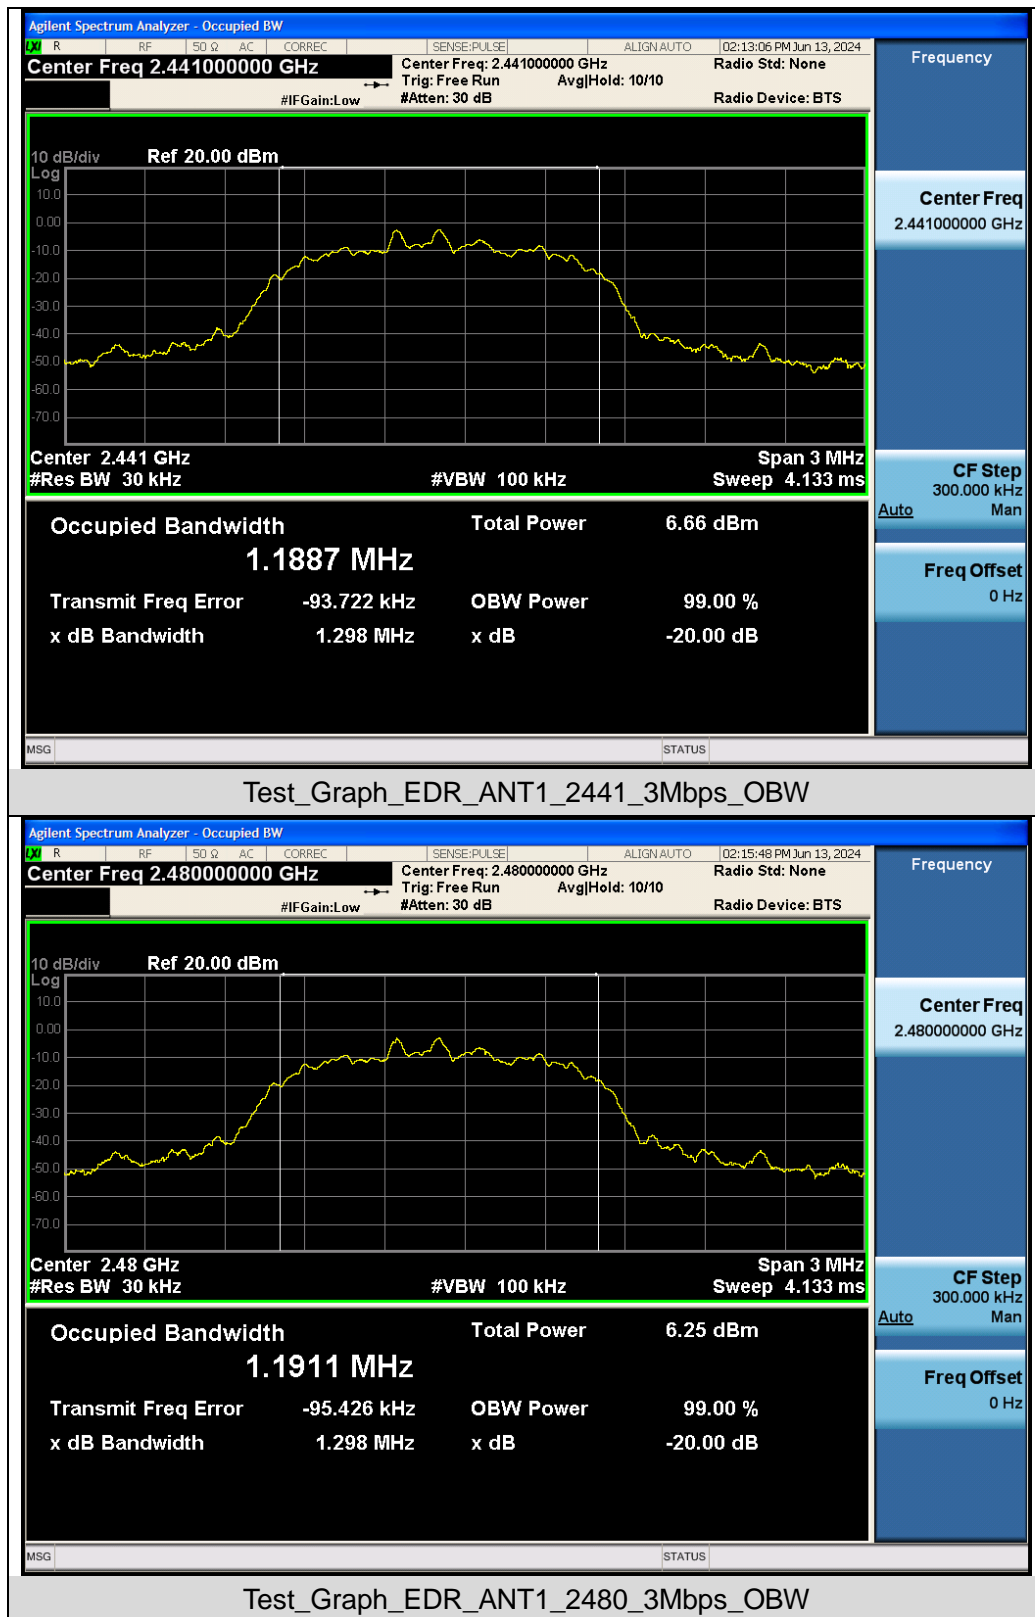 Agilent Spectrum Analyzer - Occupied BW
LXI R RF 50 Ω AC CORREC SENSE:PULSE ALIGN AUTO 02:13:06 PM Jun 13, 2024
Center Freq 2.441000000 GHz
Center Freq: 2.441000000 GHz
Radio Std: None
Trig: Free Run Avg|Hold: 10/10
#IFGain:Low
#Atten: 30 dB
Radio Device: BTS
Frequency
10 dB/div Ref 20.00 dBm
Log
10.0
0.00
-10.0
-20.0
-30.0
-40.0
-50.0
-60.0
-70.0
Center Freq
2.441000000 GHz
Center 2.441 GHz Span 3 MHz
#Res BW 30 kHz #VBW 100 kHz Sweep 4.133 ms
CF Step
300.000 kHz
Auto Man
Occupied Bandwidth Total Power 6.66 dBm
1.1887 MHz
Transmit Freq Error -93.722 kHz OBW Power 99.00 %
x dB Bandwidth 1.298 MHz x dB -20.00 dB
Freq Offset
0 Hz
MSG STATUS
Test_Graph_EDR_ANT1_2441_3Mbps_OBW
Agilent Spectrum Analyzer - Occupied BW
LXI R RF 50 Ω AC CORREC SENSE:PULSE ALIGN AUTO 02:15:48 PM Jun 13, 2024
Center Freq 2.480000000 GHz
Center Freq: 2.480000000 GHz
Radio Std: None
Trig: Free Run Avg|Hold: 10/10
#IFGain:Low
#Atten: 30 dB
Radio Device: BTS
Frequency
10 dB/div Ref 20.00 dBm
Log
10.0
0.00
-10.0
-20.0
-30.0
-40.0
-50.0
-60.0
-70.0
Center Freq
2.480000000 GHz
Center 2.48 GHz Span 3 MHz
#Res BW 30 kHz #VBW 100 kHz Sweep 4.133 ms
CF Step
300.000 kHz
Auto Man
Occupied Bandwidth Total Power 6.25 dBm
1.1911 MHz
Transmit Freq Error -95.426 kHz OBW Power 99.00 %
x dB Bandwidth 1.298 MHz x dB -20.00 dB
Freq Offset
0 Hz
MSG STATUS
Test_Graph_EDR_ANT1_2480_3Mbps_OBW